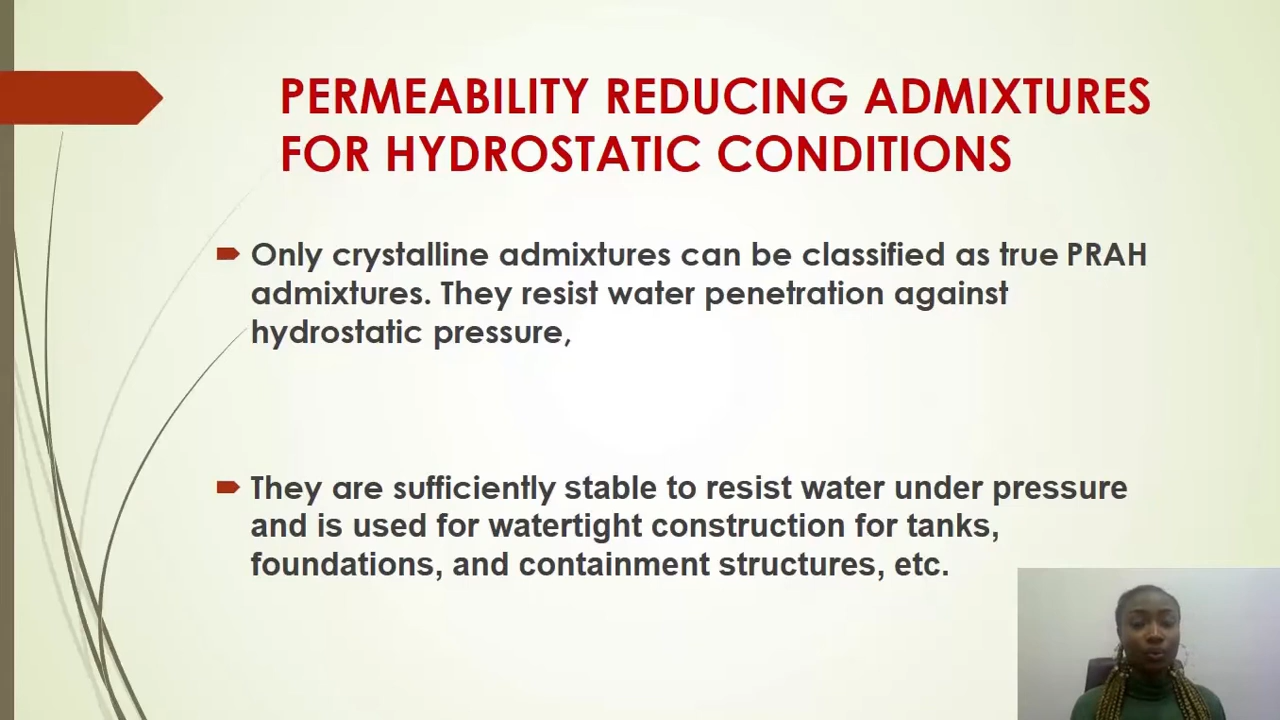 PERMEABILITY REDUCING ADMIXTURES
FOR HYDROSTATIC CONDITIONS
Only crystalline admixtures can be classified as true PRAH
admixtures. They resist water penetration against
hydrostatic pressure,
They are sufficiently stable to resist water under pressure
and is used for watertight construction for tanks,
foundations, and containment structures, etc.